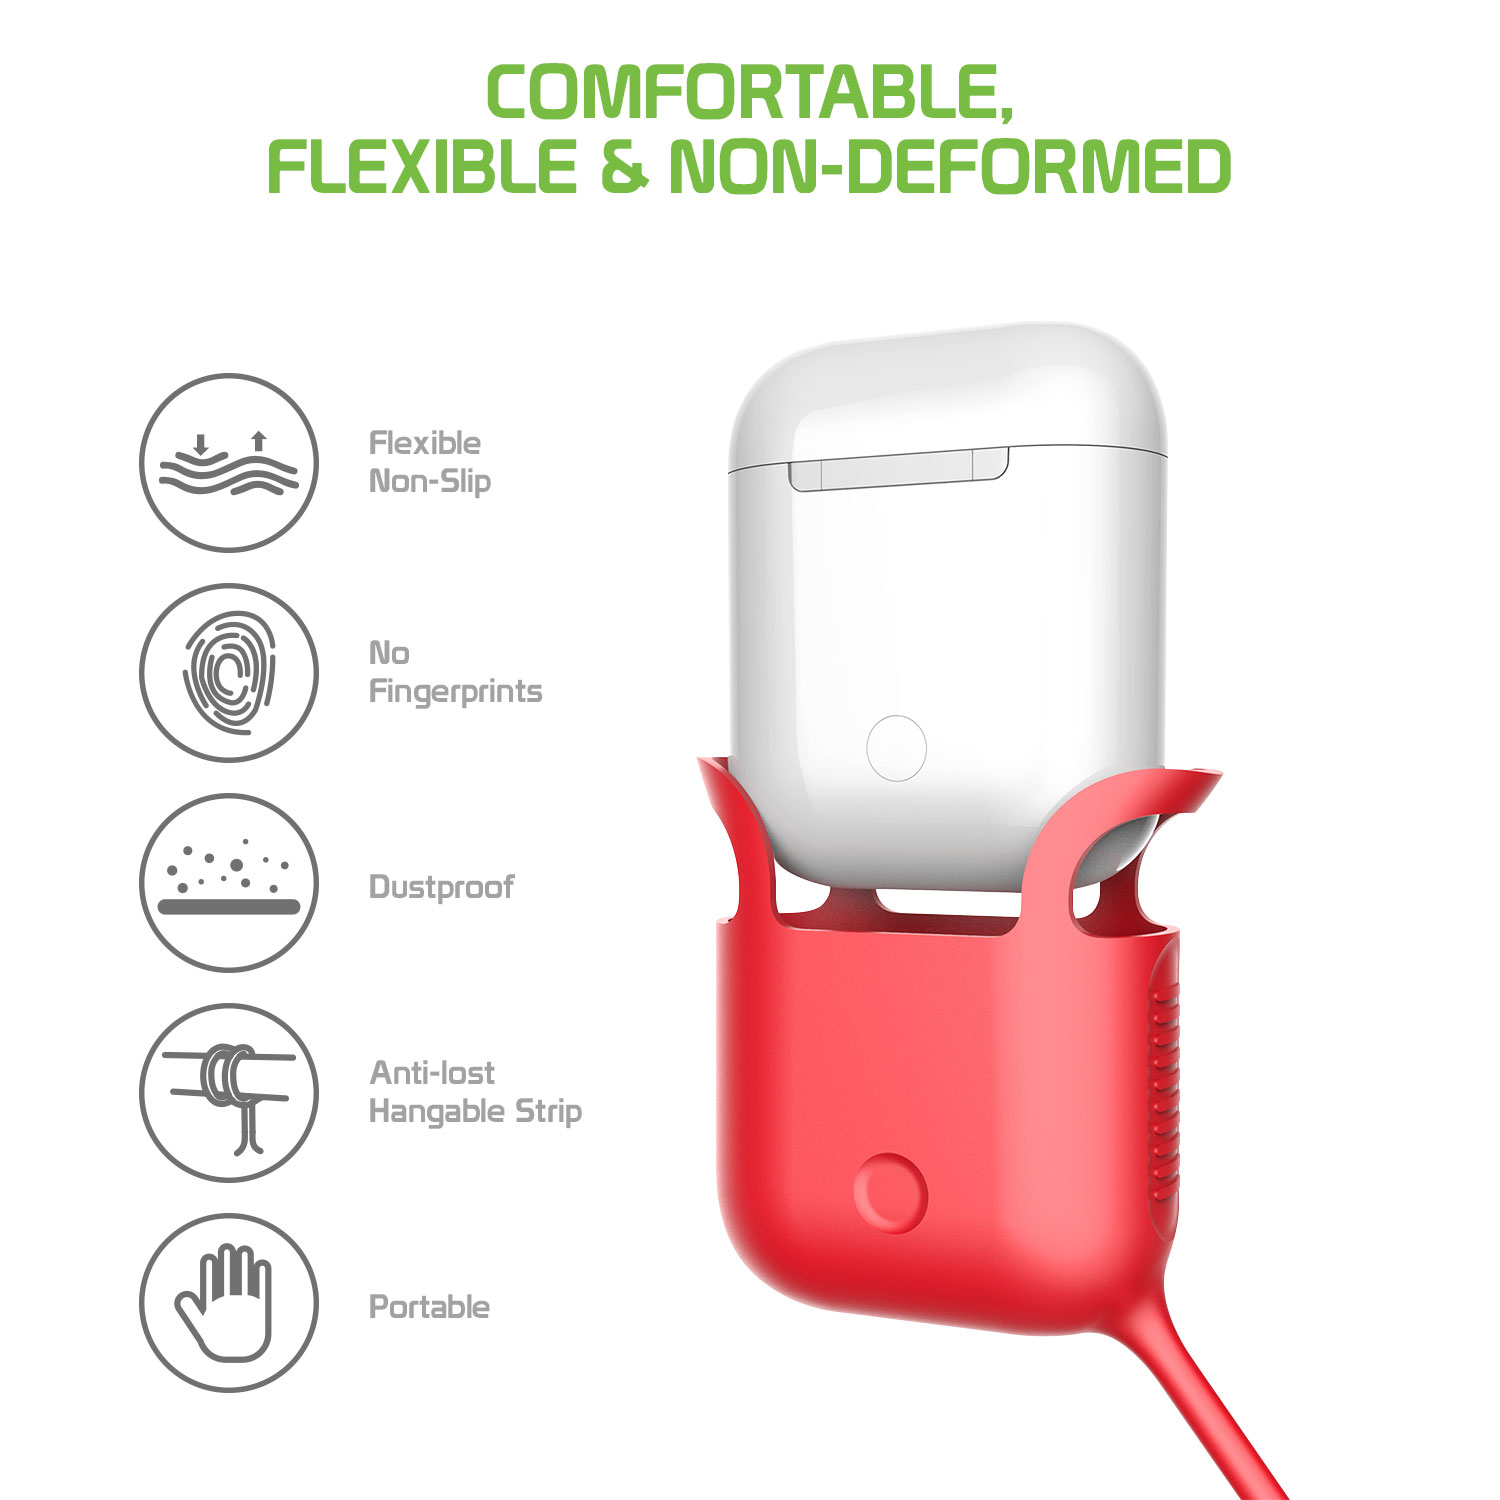 COMFORTABLE,
FLEXIBLE & NON-DEFORMED
Flexible
Non-Slip
No
Fingerprints
Dustproof
Anti-lost
Hangable Strip
Portable